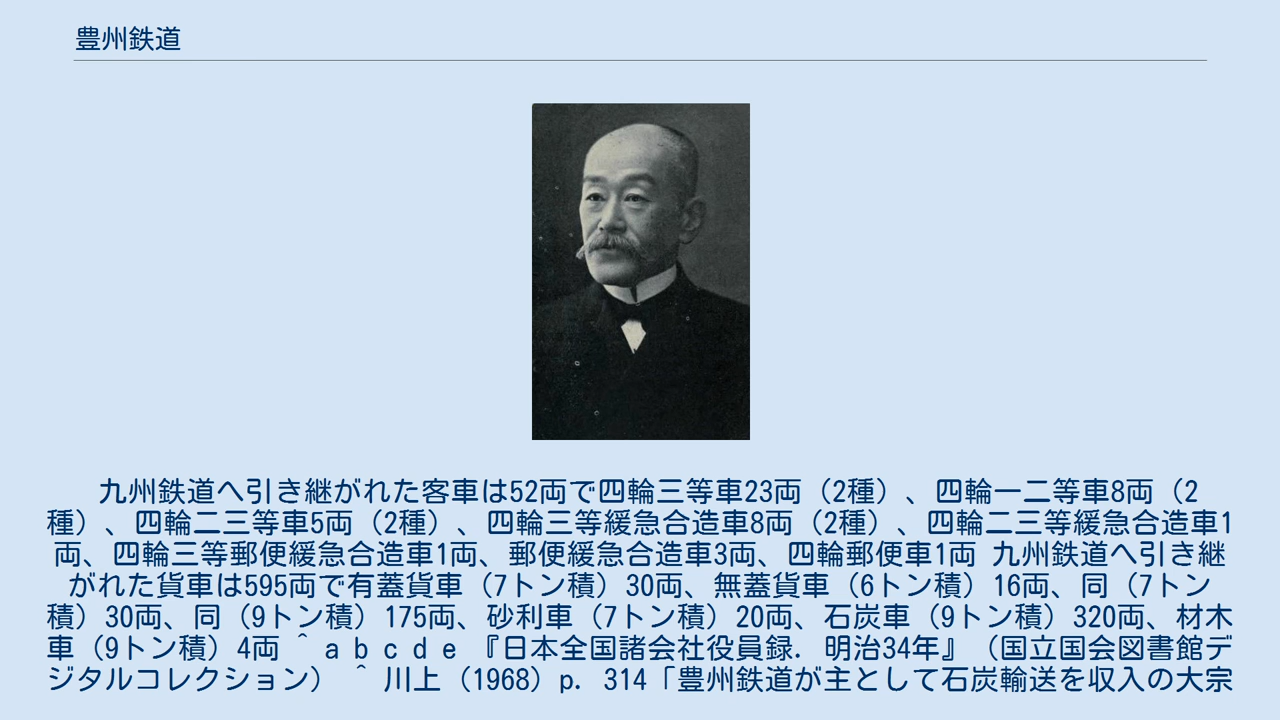 豊州鉄道
九州鉄道へ引き継がれた客車は52両で四輪三等車23両（2種）、四輪一二等車8両（2
種）、四輪二三等車5両（2種）、四輪三等緩急合造車8両（2種）、四輪二三等緩急合造車1
両、四輪三等郵便緩急合造車1両、郵便緩急合造車3両、四輪郵便車1両 九州鉄道へ引き継
がれた貨車は595両で有蓋貨車（7トン積）30両、無蓋貨車（6トン積）16両、同（7トン
積）30両、同（9トン積）175両、砂利車（7トン積）20両、石炭車（9トン積）320両、材木
車（9トン積）4両 ^ a b c d e 『日本全国諸会社役員録. 明治34年』（国立国会図書館デ
ジタルコレクション） ^ 川上（1968）p. 314「豊州鉄道が主として石炭輸送を収入の大宗